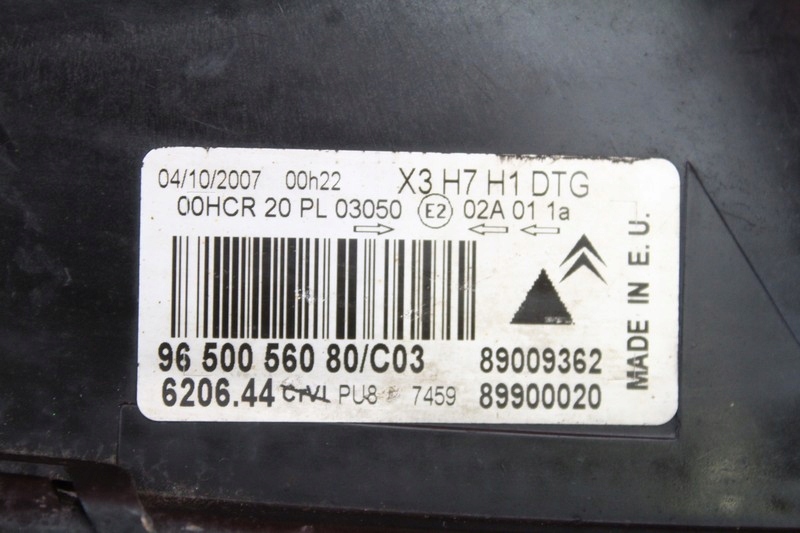 04/10/2007 00h22 X3 H7 H1 DTG
00HCR 20 PL 03050 E2 02A 01 1a
96 500 560 80/C03 89009362
6206.44 PU8 7459 89900020
MADE IN E.U.